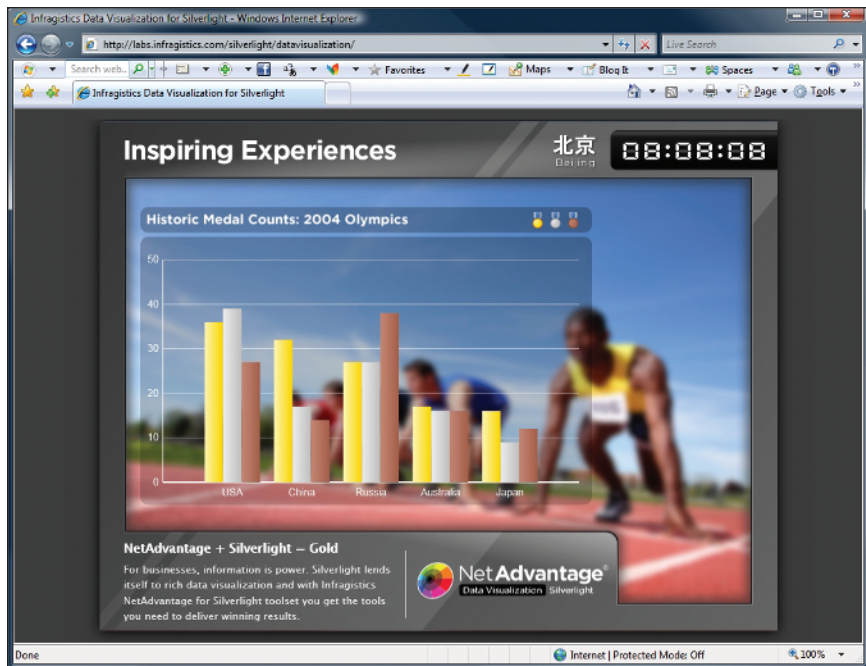 Infragistics Data Visualization for Silverlight - Windows Internet Explorer
http://labs.infragistics.com/silverlight/datavisualization/
Live Search
Search web..
Favorites
Maps
Blog It
Spaces
Infragistics Data Visualization for Silverlight
Page
Tools
Inspiring Experiences
北京
Beijing
08:08:08
Historic Medal Counts: 2004 Olympics
50
40
30
20
10
0
USA China Russia Australia Japan
NetAdvantage + Silverlight – Gold
For businesses, information is power. Silverlight lends
itself to rich data visualization and with Infragistics
NetAdvantage for Silverlight toolset you get the tools
you need to deliver winning results.
NetAdvantage®
Data Visualization Silverlight
Done
Internet | Protected Mode: Off
100%